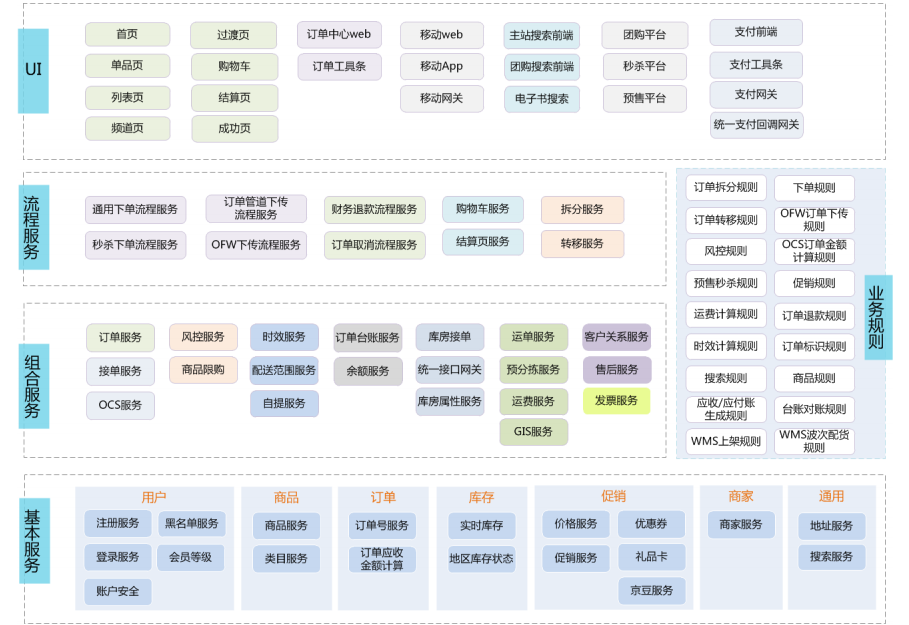 UI
首页
过渡页
订单中心web
移动web
主站搜索前端
团购平台
支付前端
单品页
购物车
订单工具条
移动App
团购搜索前端
秒杀平台
支付工具条
列表页
结算页
移动网关
电子书搜索
预售平台
支付网关
频道页
成功页
统一支付回调网关
流程服务
通用下单流程服务
订单管道下传
流程服务
财务退款流程服务
购物车服务
拆分服务
秒杀下单流程服务
OFW下传流程服务
订单取消流程服务
结算页服务
转移服务
业务规则
订单拆分规则
下单规则
订单转移规则
OFW订单下传
规则
风控规则
OCS订单金额
计算规则
预售秒杀规则
促销规则
运费计算规则
订单退款规则
时效计算规则
订单标识规则
搜索规则
商品规则
应收/应付账
生成规则
台账对账规则
WMS上架规则
WMS波次配货
规则
组合服务
订单服务
风控服务
时效服务
订单台账服务
库房接单
运单服务
客户关系服务
接单服务
商品限购
配送范围服务
余额服务
统一接口网关
预分拣服务
售后服务
OCS服务
自提服务
库房属性服务
运费服务
发票服务
GIS服务
基本服务
用户
注册服务
黑名单服务
登录服务
会员等级
账户安全
商品
商品服务
类目服务
订单
订单号服务
订单应收
金额计算
库存
实时库存
地区库存状态
促销
价格服务
优惠券
促销服务
礼品卡
京豆服务
商家
商家服务
通用
地址服务
搜索服务